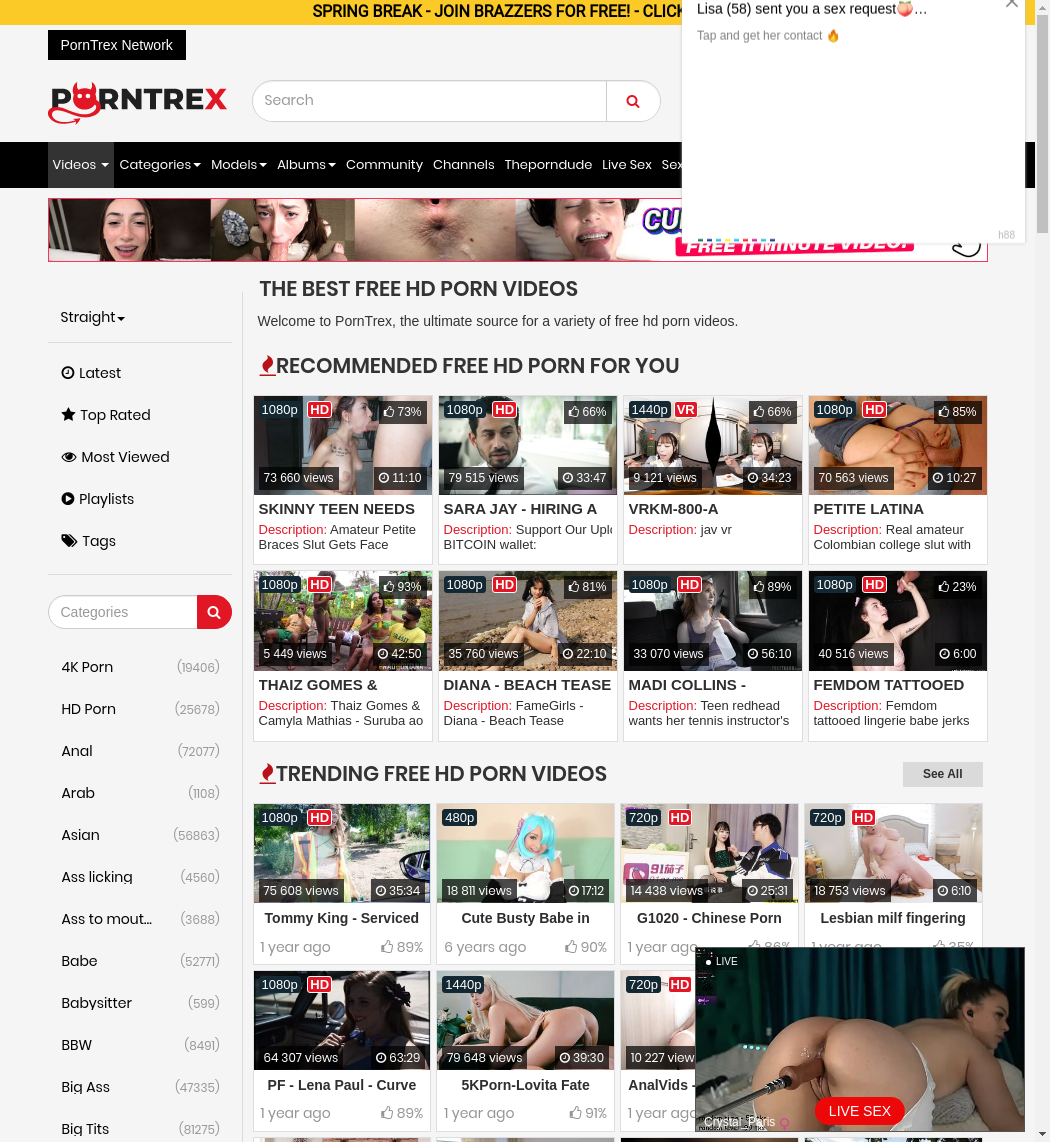 SPRING BREAK - JOIN BRAZZERS FOR FREE! - CLICK
Lisa (58) sent you a sex request🍑…
Tap and get her contact 🔥
h88
PornTrex Network
PORNTREX
Search
Videos
Categories
Models
Albums
Community
Channels
Theporndude
Live Sex
Sex
THE BEST FREE HD PORN VIDEOS
Straight
Welcome to PornTrex, the ultimate source for a variety of free hd porn videos.
Latest
Top Rated
Most Viewed
Playlists
Tags
Categories
4K Porn (19406)
HD Porn (25678)
Anal (72077)
Arab (1108)
Asian (56863)
Ass licking (4560)
Ass to mout... (3688)
Babe (52771)
Babysitter (599)
BBW (8491)
Big Ass (47335)
Big Tits (81275)
RECOMMENDED FREE HD PORN FOR YOU
1080p HD 73%
73 660 views 11:10
SKINNY TEEN NEEDS
Description: Amateur Petite
Braces Slut Gets Face
1080p HD 66%
79 515 views 33:47
SARA JAY - HIRING A
Description: Support Our Uplo
BITCOIN wallet:
1440p VR 66%
9 121 views 34:23
VRKM-800-A
Description: jav vr
1080p HD 85%
70 563 views 10:27
PETITE LATINA
Description: Real amateur
Colombian college slut with
1080p HD 93%
5 449 views 42:50
THAIZ GOMES &
Description: Thaiz Gomes &
Camyla Mathias - Suruba ao
1080p HD 81%
35 760 views 22:10
DIANA - BEACH TEASE
Description: FameGirls -
Diana - Beach Tease
1080p HD 89%
33 070 views 56:10
MADI COLLINS -
Description: Teen redhead
wants her tennis instructor's
1080p HD 23%
40 516 views 6:00
FEMDOM TATTOOED
Description: Femdom
tattooed lingerie babe jerks
TRENDING FREE HD PORN VIDEOS
See All
1080p HD
75 608 views 35:34
Tommy King - Serviced
1 year ago 89%
480p
18 811 views 17:12
Cute Busty Babe in
6 years ago 90%
720p HD
14 438 views 25:31
G1020 - Chinese Porn
1 year ago 86%
720p HD
18 753 views 6:10
Lesbian milf fingering
1 year ago 35%
1080p HD
64 307 views 63:29
PF - Lena Paul - Curve
1 year ago 89%
1440p
79 648 views 39:30
5KPorn-Lovita Fate
1 year ago 91%
720p HD
10 227 view
AnalVids -
1 year ago
LIVE
LIVE SEX
Crystal_Paris